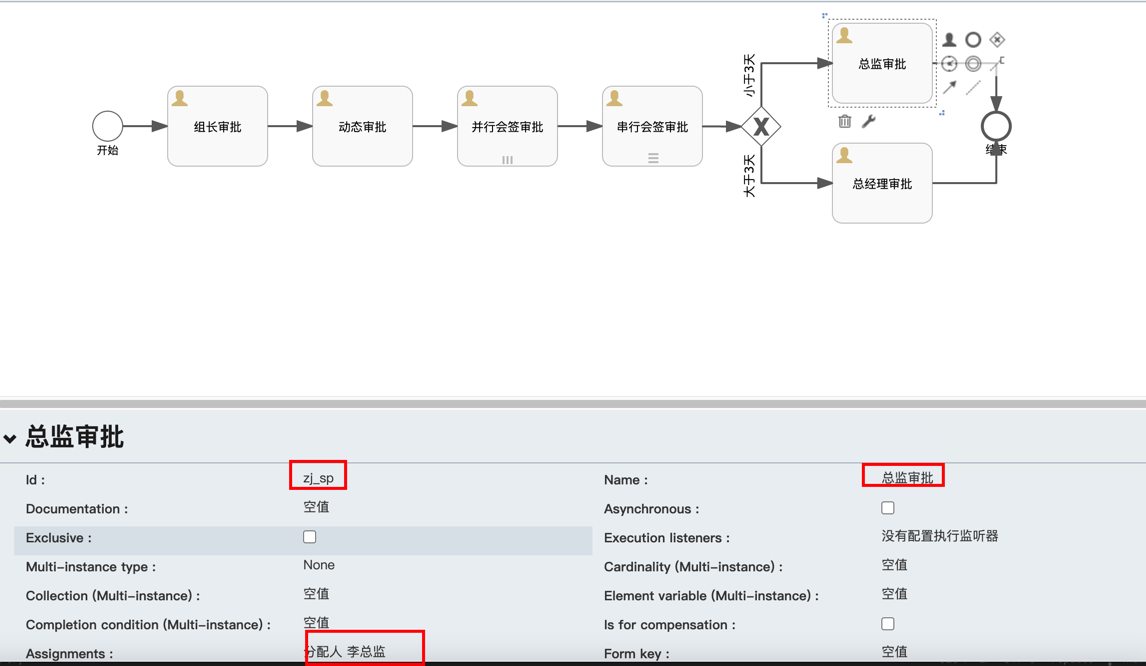 开始
组长审批
动态审批
并行会签审批
串行会签审批
小于3天
大于3天
总监审批
总经理审批
结束
总监审批
Id :
zj_sp
Name :
总监审批
Documentation :
空值
Asynchronous :
Exclusive :
Execution listeners :
没有配置执行监听器
Multi-instance type :
None
Cardinality (Multi-instance) :
空值
Collection (Multi-instance) :
空值
Element variable (Multi-instance) :
空值
Completion condition (Multi-instance) :
空值
Is for compensation :
Assignments :
分配人 李总监
Form key :
空值